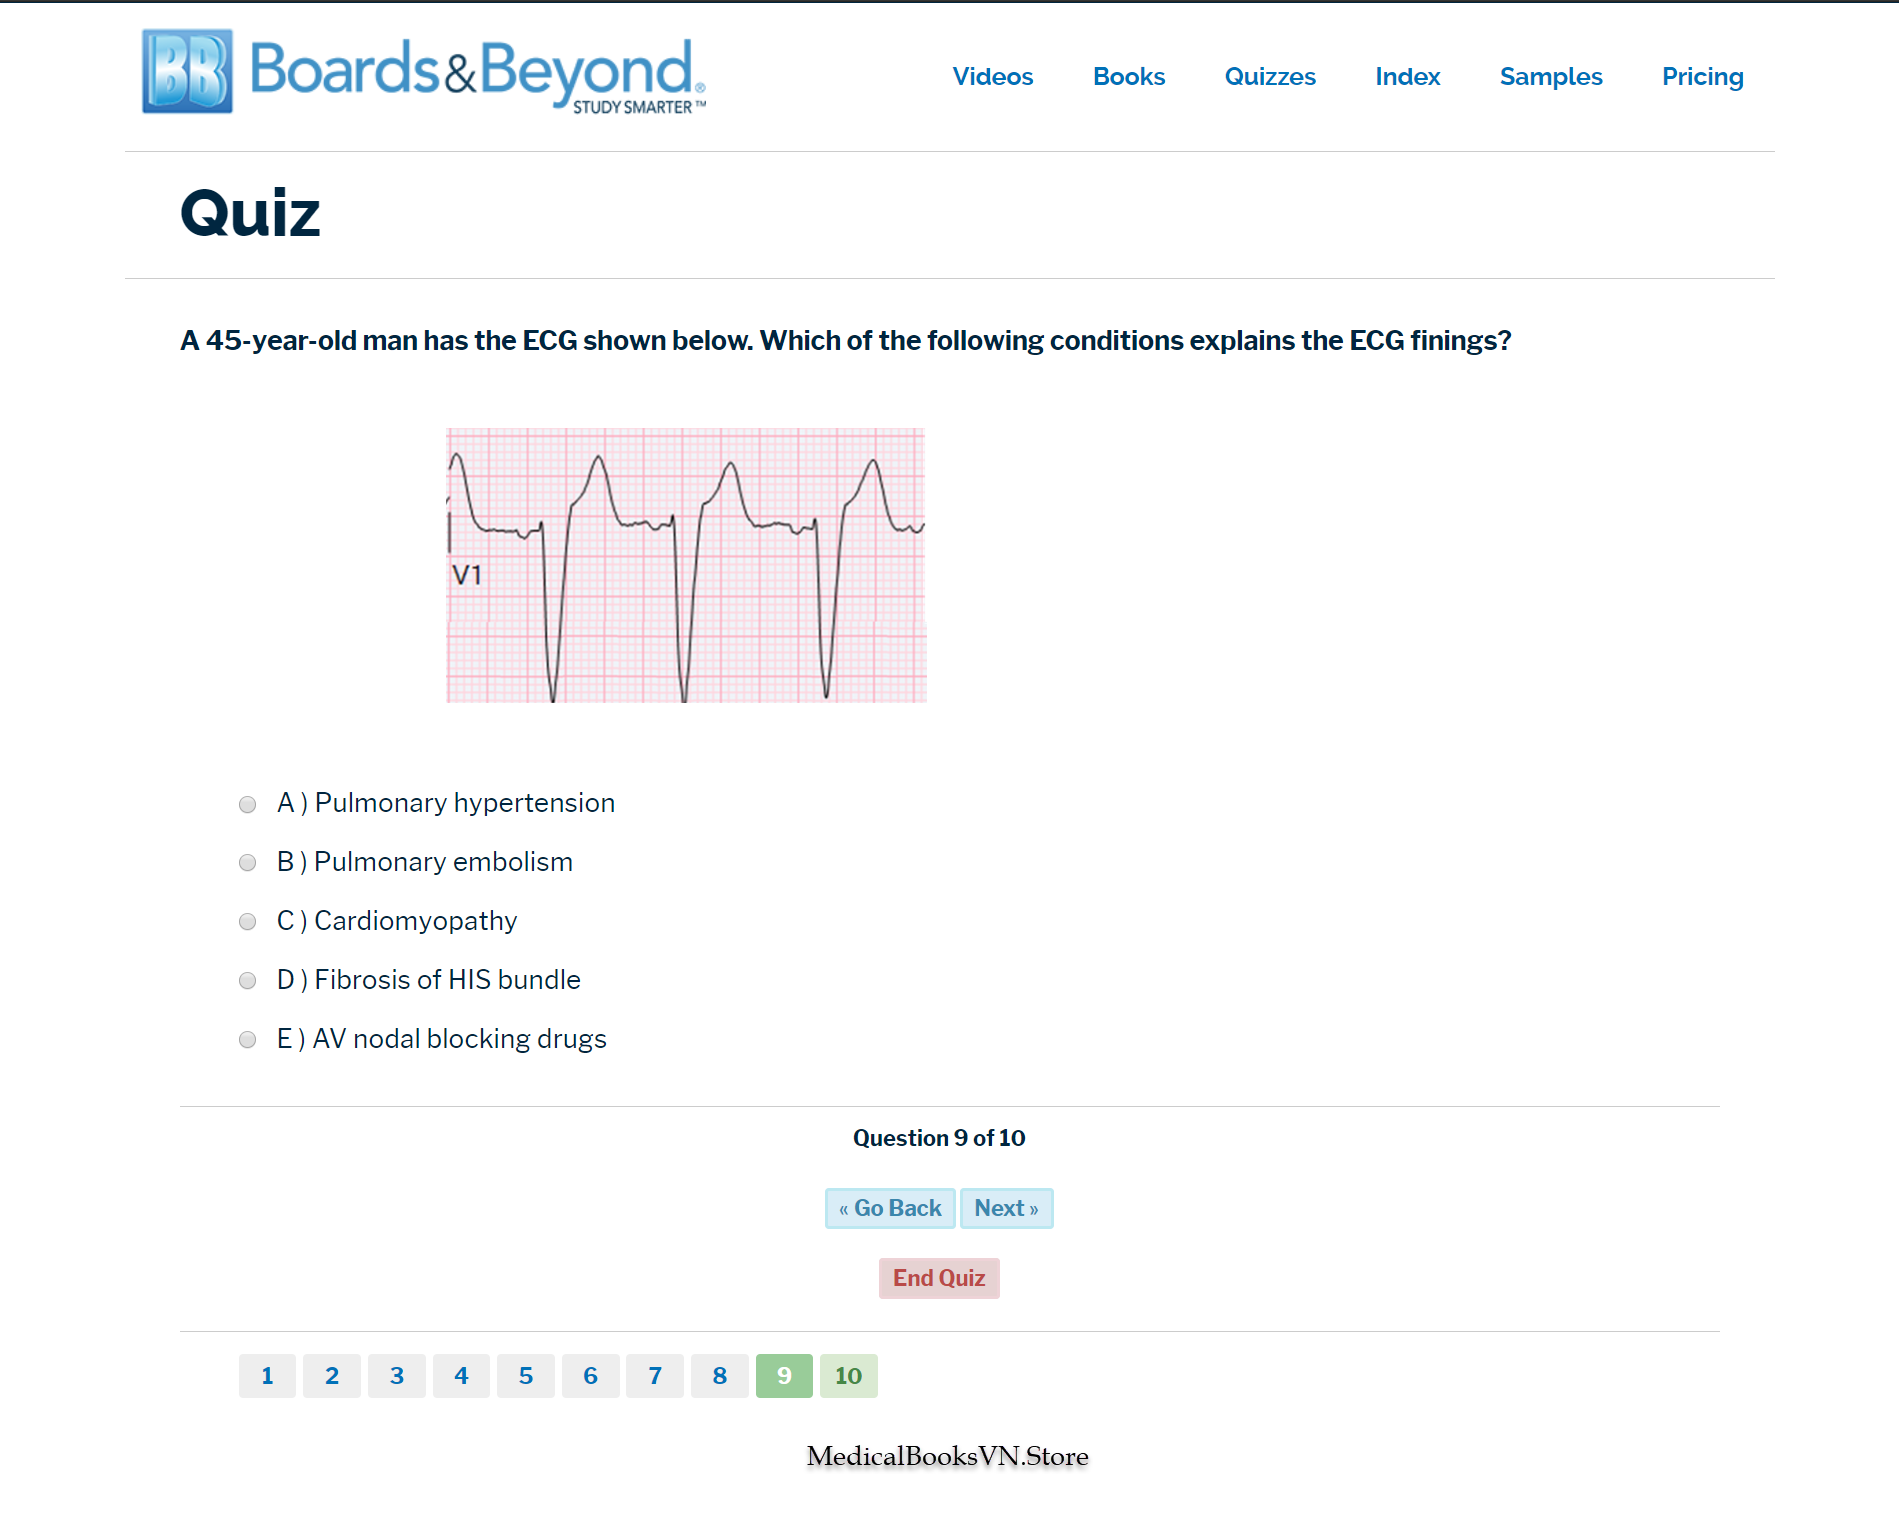 BB Boards&Beyond®
STUDY SMARTER™
Videos Books Quizzes Index Samples Pricing
Quiz
A 45-year-old man has the ECG shown below. Which of the following conditions explains the ECG finings?
V1
A ) Pulmonary hypertension
B ) Pulmonary embolism
C ) Cardiomyopathy
D ) Fibrosis of HIS bundle
E ) AV nodal blocking drugs
Question 9 of 10
« Go Back Next »
End Quiz
1 2 3 4 5 6 7 8 9 10
MedicalBooksVN.Store